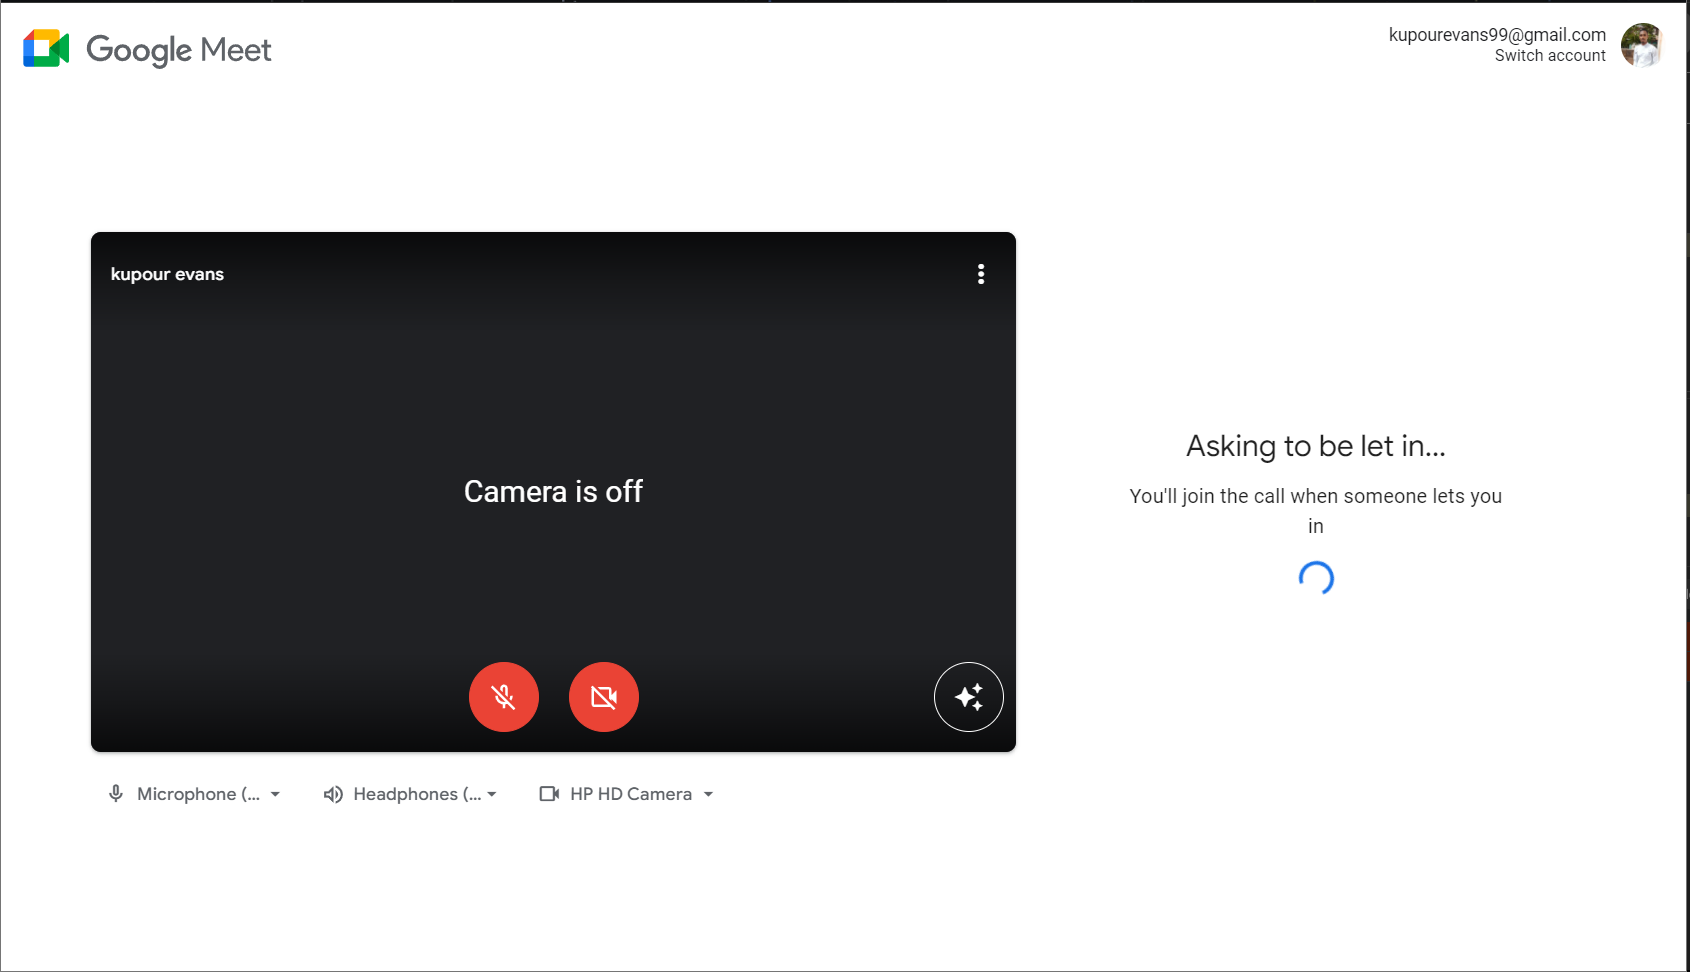 Google Meet
kupourevans99@gmail.com
Switch account
kupour evans
Camera is off
Asking to be let in...
You'll join the call when someone lets you
in
Microphone (...
Headphones (...
HP HD Camera